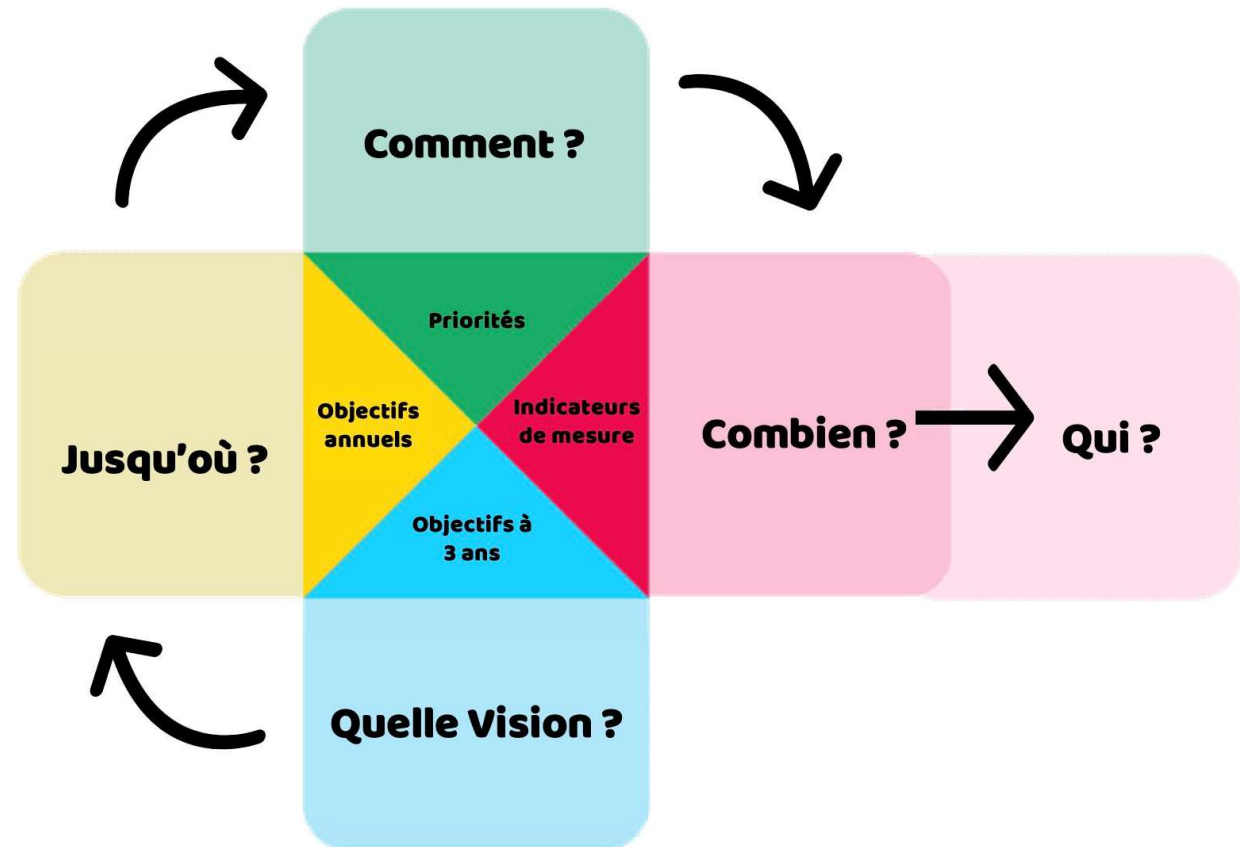 Comment ?
Priorités
Objectifs
annuels
Indicateurs
de mesure
Jusqu’où ?
Combien ?
Qui ?
Objectifs à
3 ans
Quelle Vision ?